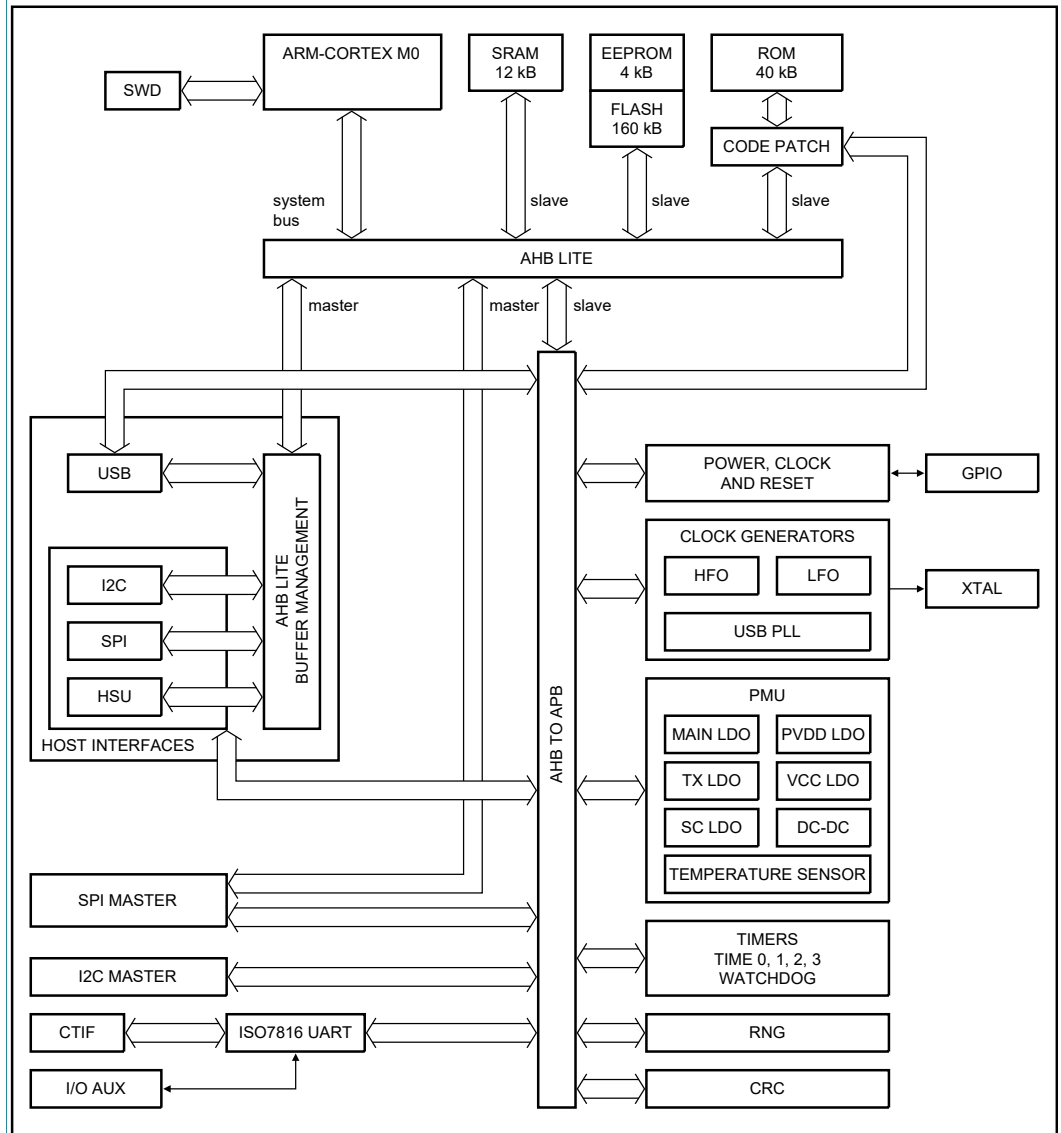 ARM-CORTEX M0
SWD
SRAM
12 kB
EEPROM
4 kB
FLASH
160 kB
ROM
40 kB
CODE PATCH
system
bus
slave
slave
slave
AHB LITE
master
master
slave
USB
I2C
SPI
HSU
AHB LITE
BUFFER MANAGEMENT
HOST INTERFACES
AHB TO APB
POWER, CLOCK
AND RESET
GPIO
CLOCK GENERATORS
HFO
LFO
USB PLL
XTAL
PMU
MAIN LDO
PVDD LDO
TX LDO
VCC LDO
SC LDO
DC-DC
TEMPERATURE SENSOR
SPI MASTER
I2C MASTER
TIMERS
TIME 0, 1, 2, 3
WATCHDOG
CTIF
ISO7816 UART
RNG
I/O AUX
CRC